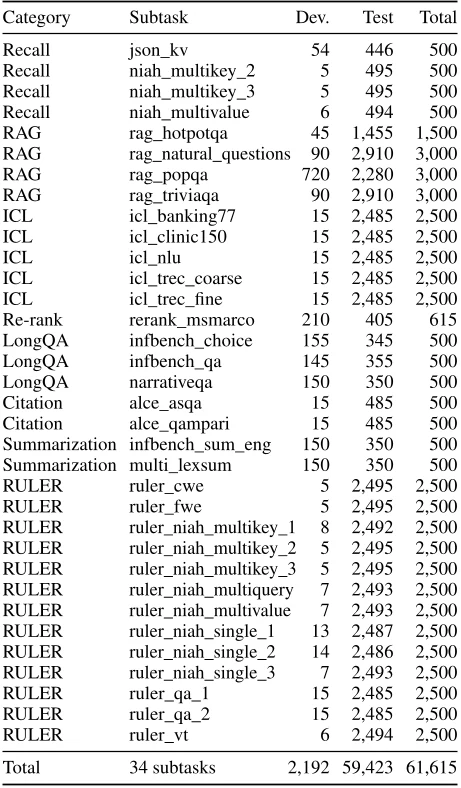 Category Subtask Dev. Test Total
Recall json_kv 54 446 500
Recall niah_multikey_2 5 495 500
Recall niah_multikey_3 5 495 500
Recall niah_multivalue 6 494 500
RAG rag_hotpotqa 45 1,455 1,500
RAG rag_natural_questions 90 2,910 3,000
RAG rag_popqa 720 2,280 3,000
RAG rag_triviaqa 90 2,910 3,000
ICL icl_banking77 15 2,485 2,500
ICL icl_clinic150 15 2,485 2,500
ICL icl_nlu 15 2,485 2,500
ICL icl_trec_coarse 15 2,485 2,500
ICL icl_trec_fine 15 2,485 2,500
Re-rank rerank_msmarco 210 405 615
LongQA infbench_choice 155 345 500
LongQA infbench_qa 145 355 500
LongQA narrativeqa 150 350 500
Citation alce_asqa 15 485 500
Citation alce_qampari 15 485 500
Summarization infbench_sum_eng 150 350 500
Summarization multi_lexsum 150 350 500
RULER ruler_cwe 5 2,495 2,500
RULER ruler_fwe 5 2,495 2,500
RULER ruler_niah_multikey_1 8 2,492 2,500
RULER ruler_niah_multikey_2 5 2,495 2,500
RULER ruler_niah_multikey_3 5 2,495 2,500
RULER ruler_niah_multiquery 7 2,493 2,500
RULER ruler_niah_multivalue 7 2,493 2,500
RULER ruler_niah_single_1 13 2,487 2,500
RULER ruler_niah_single_2 14 2,486 2,500
RULER ruler_niah_single_3 7 2,493 2,500
RULER ruler_qa_1 15 2,485 2,500
RULER ruler_qa_2 15 2,485 2,500
RULER ruler_vt 6 2,494 2,500
Total 34 subtasks 2,192 59,423 61,615